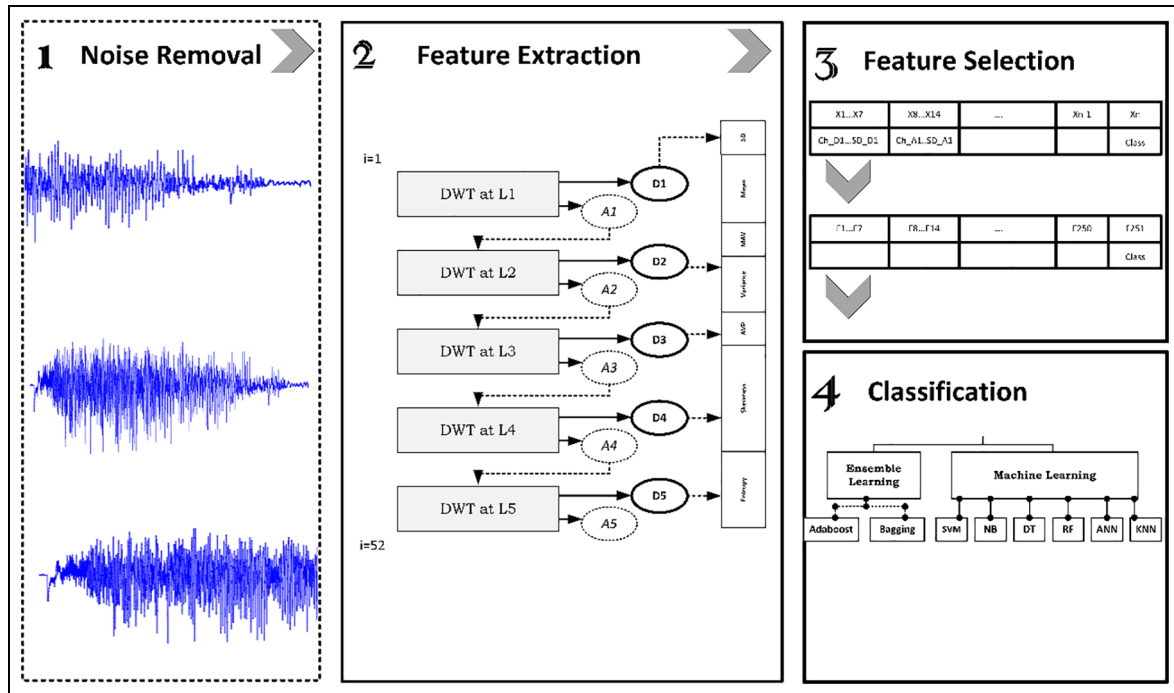 1 Noise Removal
2 Feature Extraction
i=1
DWT at L1
D1
A1
DWT at L2
D2
A2
DWT at L3
D3
A3
DWT at L4
D4
A4
DWT at L5
D5
A5
i=52
SD
Mean
MAV
Variance
AVP
Skewness
Entropy
3 Feature Selection
X1...X7 X8...X14 .... Xn-1 Xn
Ch_D1...SD_D1 Ch_A1..SD_A1 Class
F1...F7 F8...F14 .... F250 F251
Class
4 Classification
Ensemble
Learning
Machine Learning
Adaboost Bagging SVM NB DT RF ANN KNN